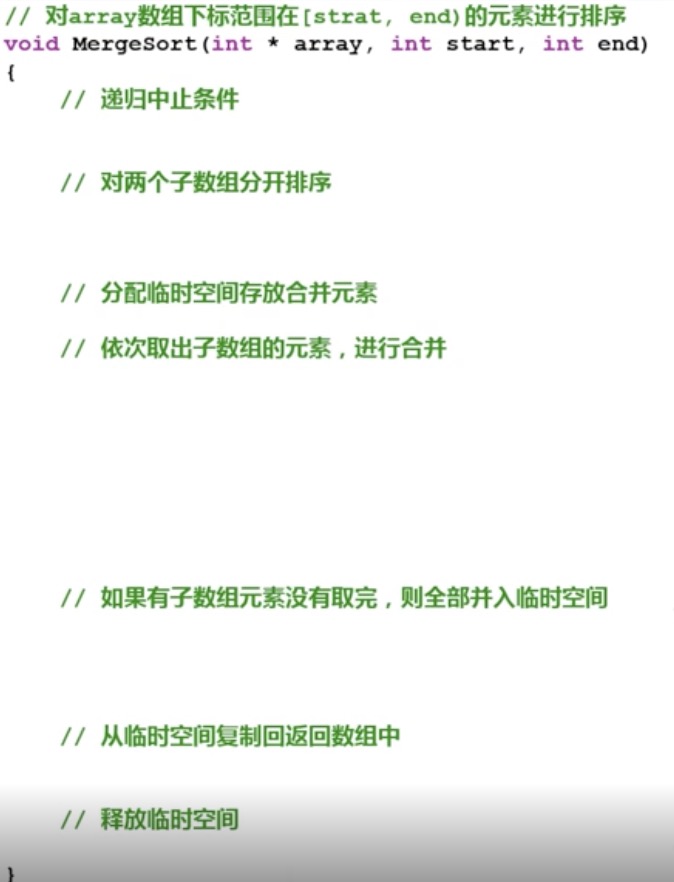 // 对array数组下标范围在[strat, end)的元素进行排序
void MergeSort(int * array, int start, int end)
{
// 递归中止条件
// 对两个子数组分开排序
// 分配临时空间存放合并元素
// 依次取出子数组的元素，进行合并
// 如果有子数组元素没有取完，则全部并入临时空间
// 从临时空间复制回返回数组中
// 释放临时空间
}